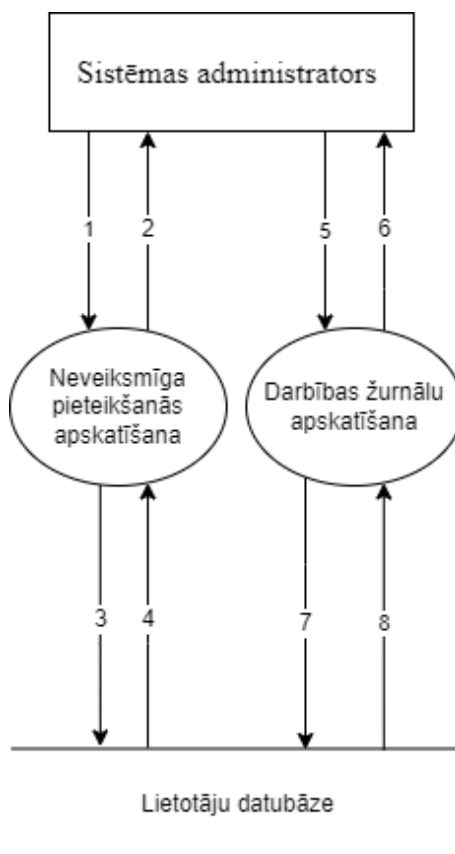 Sistēmas administrators
1 2 5 6
Neveiksmīga
pieteikšanās
apskatīšana
Darbības žurnālu
apskatīšana
3 4 7 8
Lietotāju datubāze